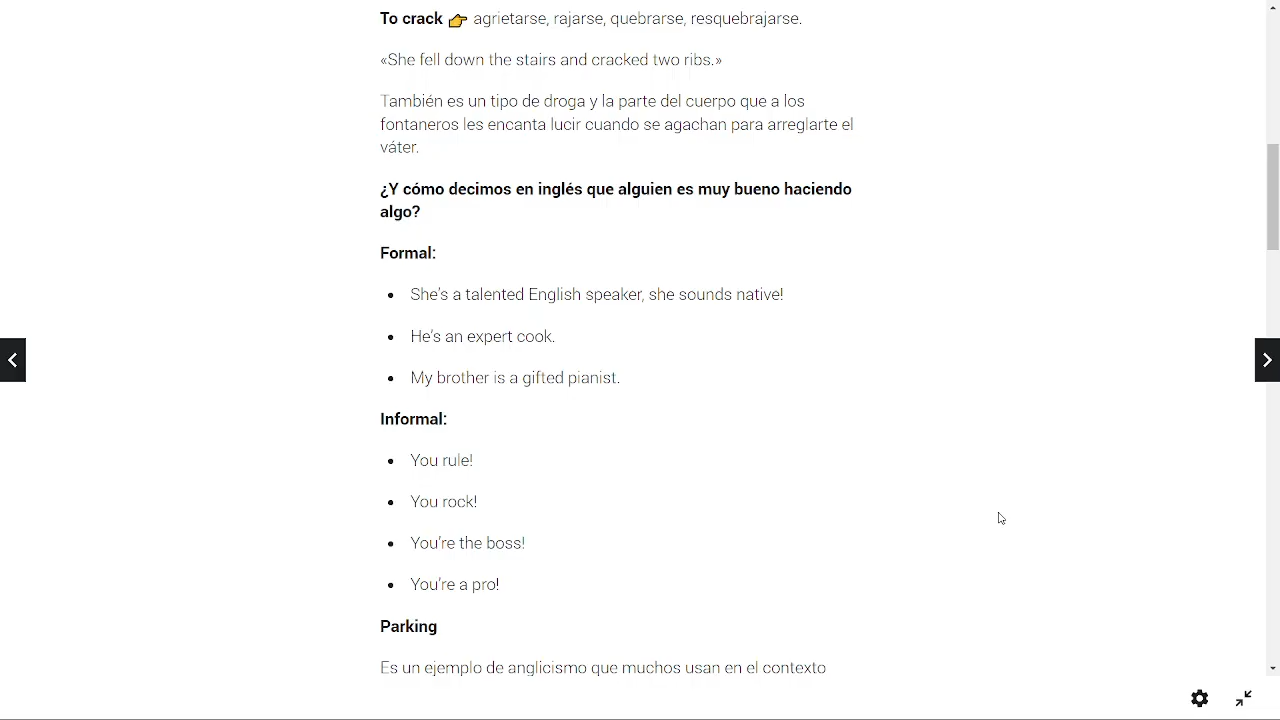 To crack 👉 agrietarse, rajarse, quebrarse, resquebrajarse.
«She fell down the stairs and cracked two ribs.»
También es un tipo de droga y la parte del cuerpo que a los
fontaneros les encanta lucir cuando se agachan para arreglarte el
váter.
¿Y cómo decimos en inglés que alguien es muy bueno haciendo
algo?
Formal:
• She's a talented English speaker, she sounds native!
• He's an expert cook.
• My brother is a gifted pianist.
Informal:
• You rule!
• You rock!
• You're the boss!
• You're a pro!
Parking
Es un ejemplo de anglicismo que muchos usan en el contexto